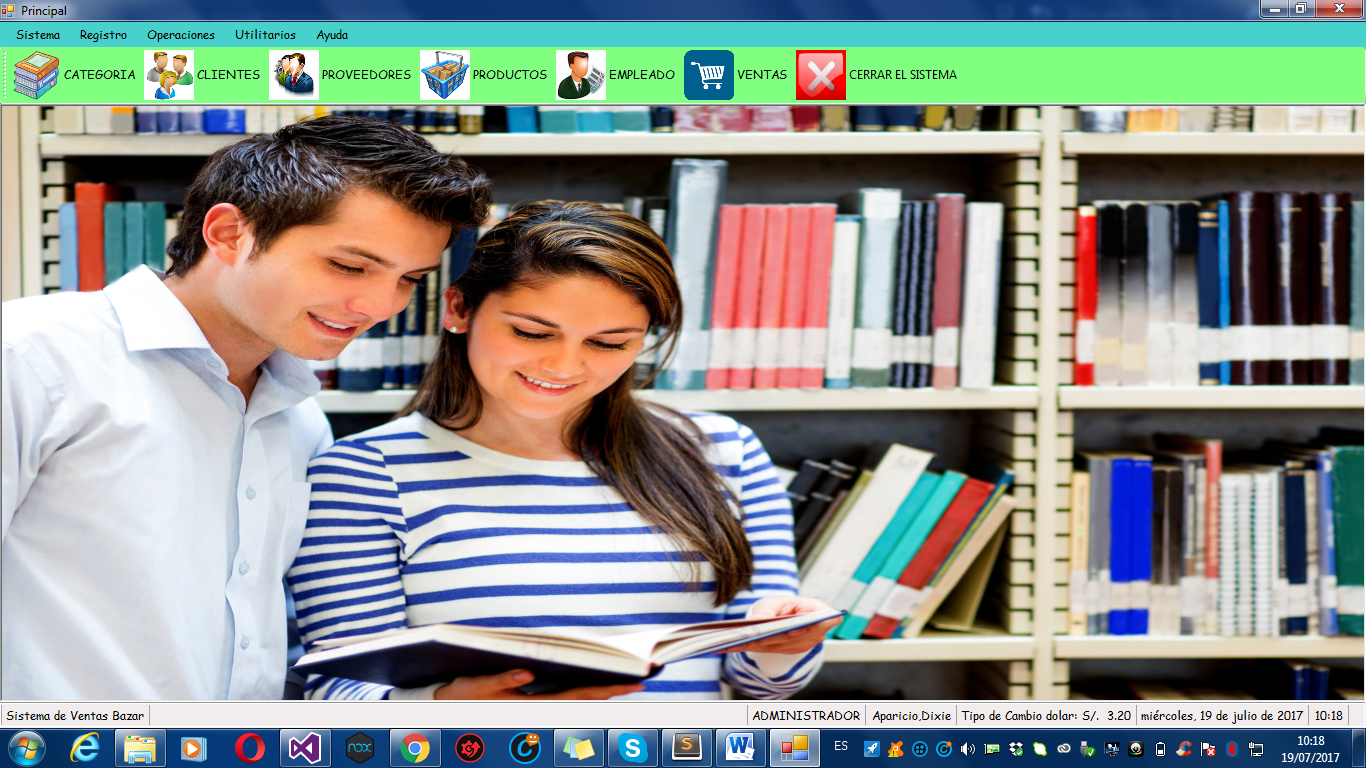 Principal
Sistema Registro Operaciones Utilitarios Ayuda
CATEGORIA CLIENTES PROVEEDORES PRODUCTOS EMPLEADO VENTAS CERRAR EL SISTEMA
Sistema de Ventas Bazar ADMINISTRADOR Aparicio,Dixie Tipo de Cambio dolar: S/. 3.20 miércoles, 19 de julio de 2017 10:18
nox ES 10:18
19/07/2017